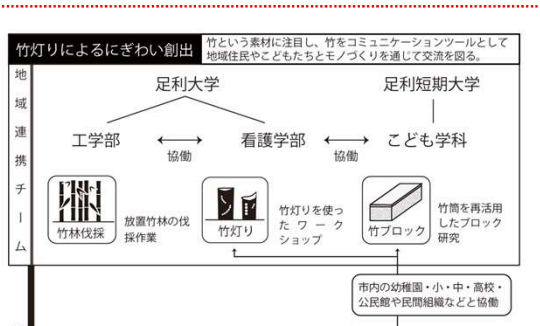 竹灯りによるにぎわい創出
竹という素材に注目し、竹をコミュニケーションツールとして
地域住民やこどもたちとモノづくりを通じて交流を図る。
地域連携チーム
足利大学
足利短期大学
工学部
協働
看護学部
協働
こども学科
竹林伐採
放置竹林の伐
採作業
竹灯り
竹灯りを使っ
たワーク
ショップ
竹ブロック
竹筒を再活用
したブロック
研究
市内の幼稚園・小・中・高校・
公民館や民間組織などと協働